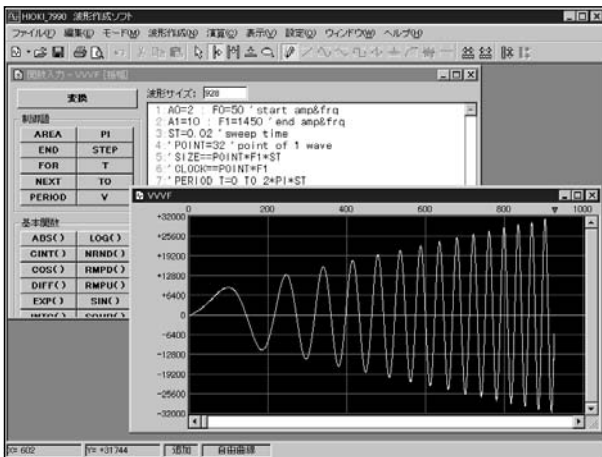 HIOKI_7990 波形作成ソフト
ファイル(F) 編集(E) モード(M) 波形作成(N) 演算(C) 表示(V) 設定(O) ウィンドウ(W) ヘルプ(H)
関数入力 - VVVF [振幅]
変換
波形サイズ: 928
制御語
AREA PI
END STEP
FOR T
NEXT TO
PERIOD V
基本関数
ABS() LOG()
CINT() NRND()
COS() RMPD()
DIFF() RMPU()
EXP() SIN()
1 A0=2 : F0=50 ' start amp&frq
2 A1=10 : F1=1450 ' end amp&frq
3 ST=0.02 ' sweep time
4 ' POINT=32 ' point of 1 wave
5 ' SIZE==POINT*F1*ST
6 ' CLOCK==POINT*F1
7 ' PERIOD T=0 TO 2*PI*ST
VVVF
0 200 400 600 800 1000
+32000
+25600
+19200
+12800
+6400
0
-6400
-12800
-19200
-25600
-32000
X= 602 Y= +31744 追加 自由曲線